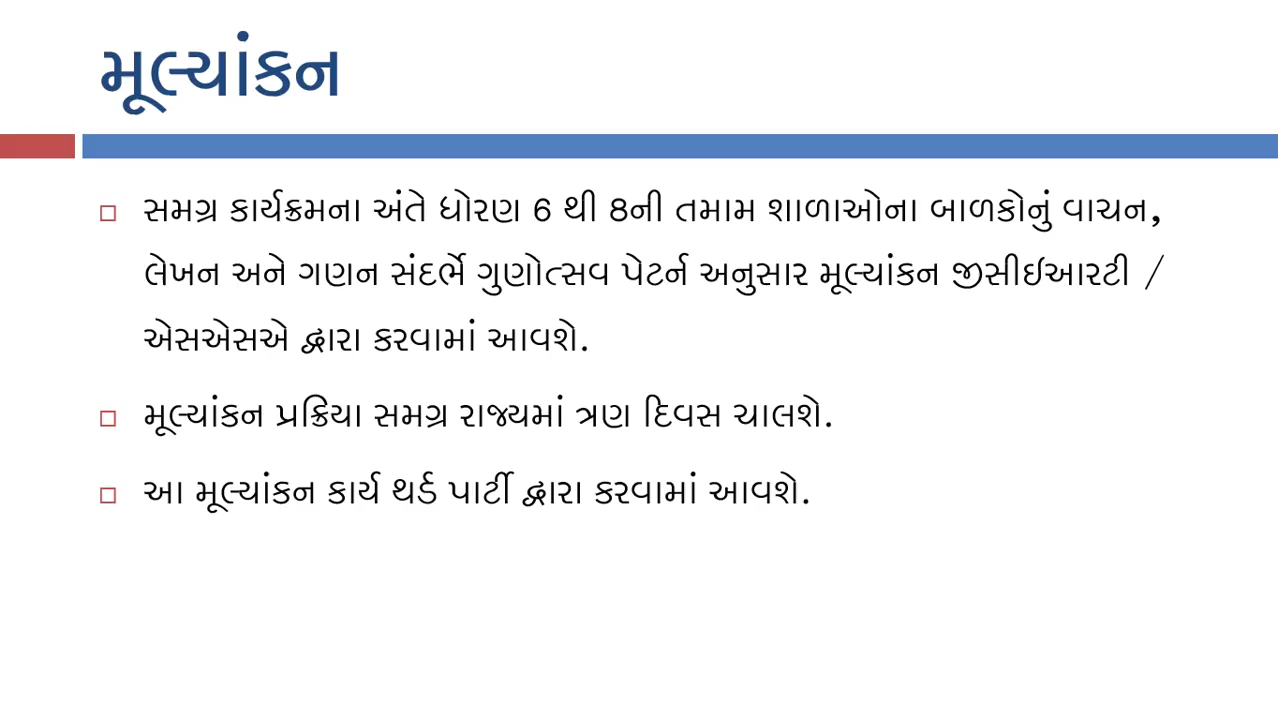 મૂલ્યાંકન
સમગ્ર કાર્યક્રમના અંતે ધોરણ 6 થી 8ની તમામ શાળાઓના બાળકોનું વાચન,
લેખન અને ગણન સંદર્ભે ગુણોત્સવ પેટર્ન અનુસાર મૂલ્યાંકન જીસીઈઆરટી /
એસએસએ દ્વારા કરવામાં આવશે.
મૂલ્યાંકન પ્રક્રિયા સમગ્ર રાજ્યમાં ત્રણ દિવસ ચાલશે.
આ મૂલ્યાંકન કાર્ય થર્ડ પાર્ટી દ્વારા કરવામાં આવશે.